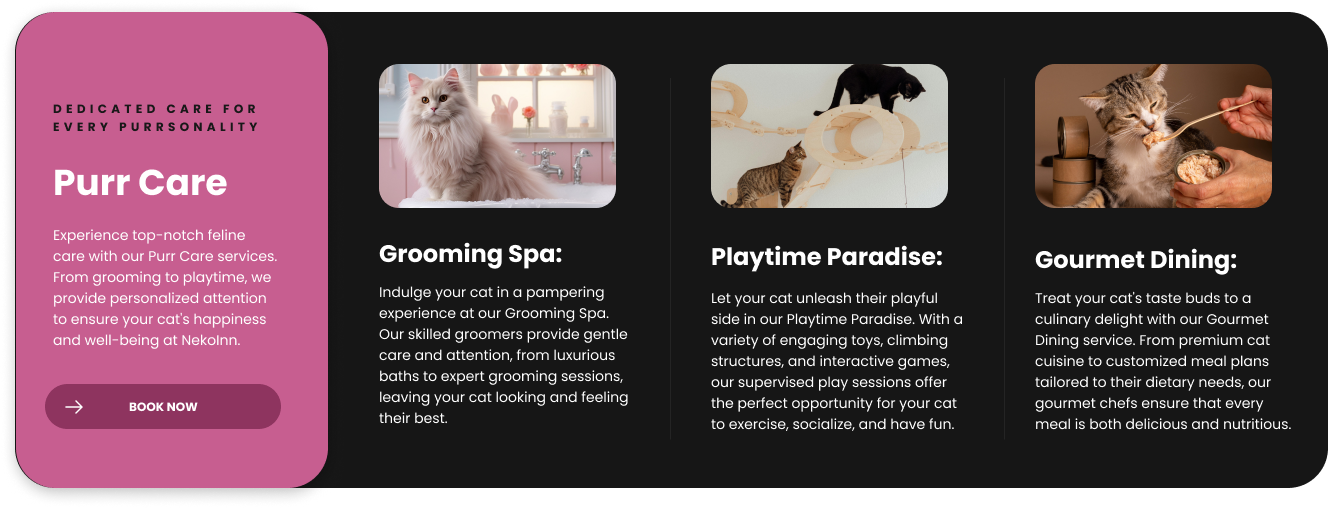 DEDICATED CARE FOR
EVERY PURRSONALITY
Purr Care
Experience top-notch feline
care with our Purr Care services.
From grooming to playtime, we
provide personalized attention
to ensure your cat's happiness
and well-being at NekoInn.
BOOK NOW
Grooming Spa:
Indulge your cat in a pampering
experience at our Grooming Spa.
Our skilled groomers provide gentle
care and attention, from luxurious
baths to expert grooming sessions,
leaving your cat looking and feeling
their best.
Playtime Paradise:
Let your cat unleash their playful
side in our Playtime Paradise. With a
variety of engaging toys, climbing
structures, and interactive games,
our supervised play sessions offer
the perfect opportunity for your cat
to exercise, socialize, and have fun.
Gourmet Dining:
Treat your cat's taste buds to a
culinary delight with our Gourmet
Dining service. From premium cat
cuisine to customized meal plans
tailored to their dietary needs, our
gourmet chefs ensure that every
meal is both delicious and nutritious.